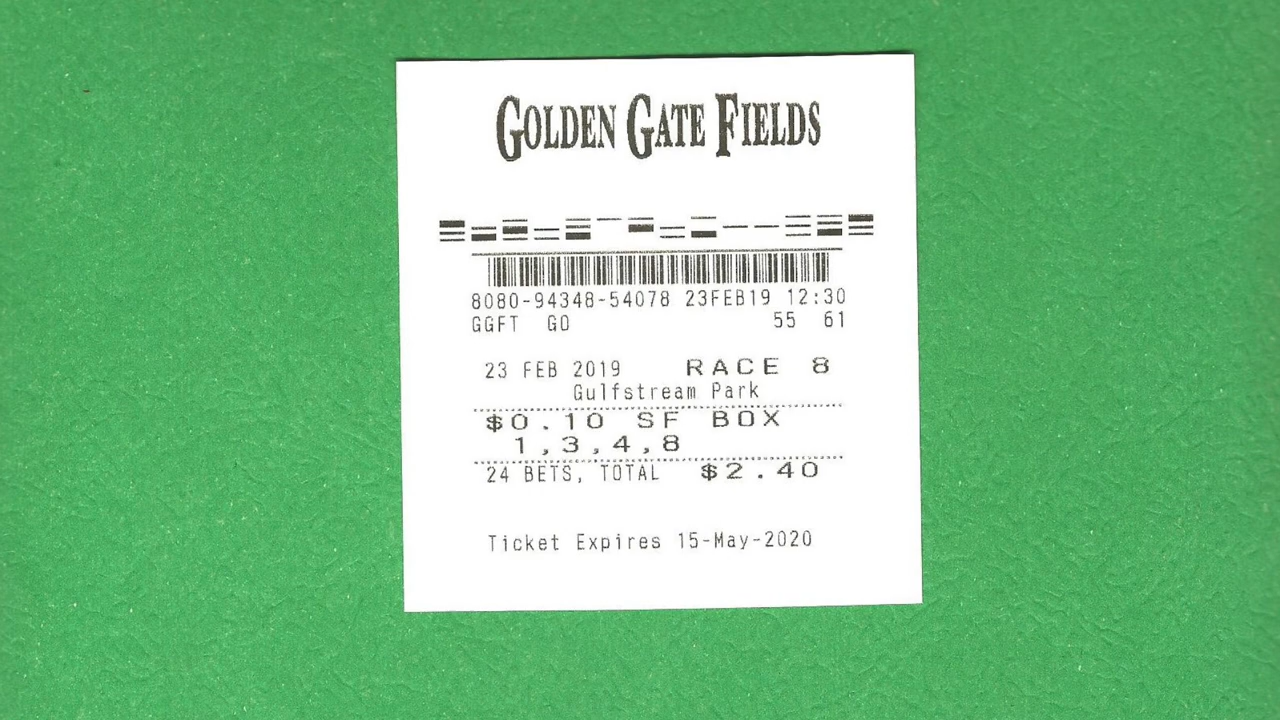 GOLDEN GATE FIELDS
8080-94348-54078 23FEB19 12:30
GGFT GO 55 61
23 FEB 2019 RACE 8
Gulfstream Park
$0.10 SF BOX
1,3,4,8
24 BETS, TOTAL $2.40
Ticket Expires 15-May-2020